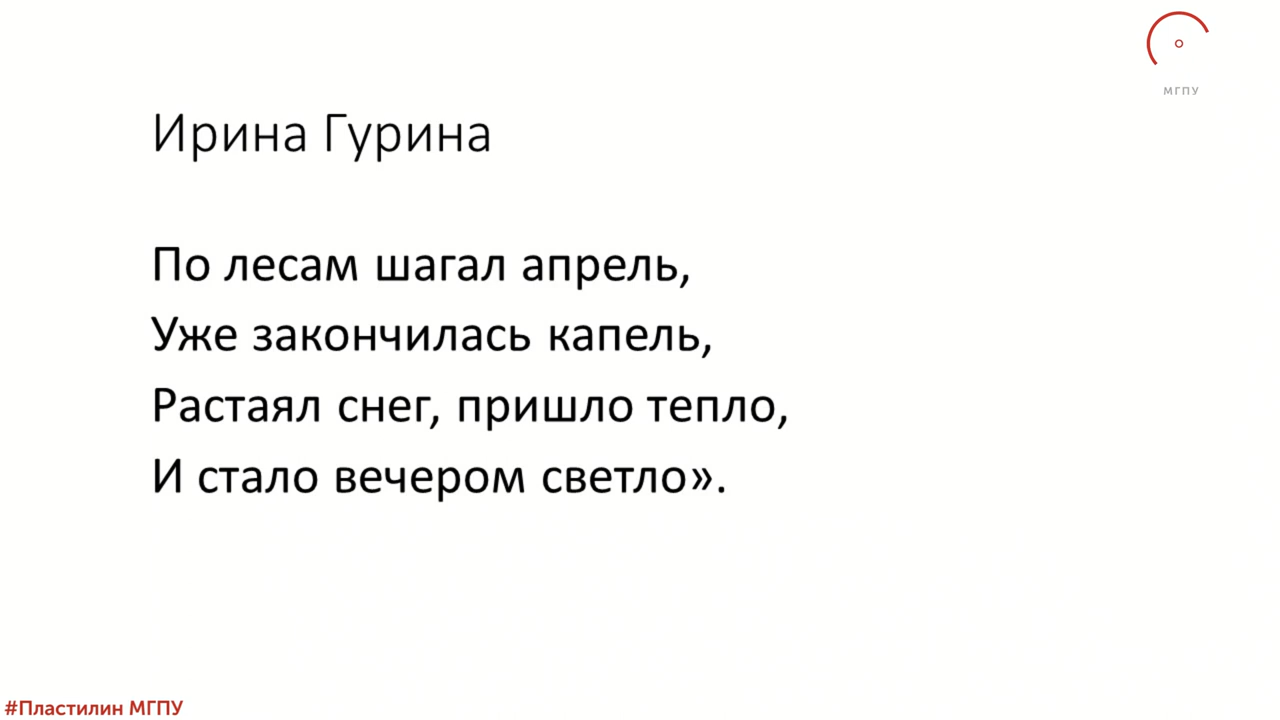 МГПУ
Ирина Гурина
По лесам шагал апрель,
Уже закончилась капель,
Растаял снег, пришло тепло,
И стало вечером светло».
#Пластилин МГПУ